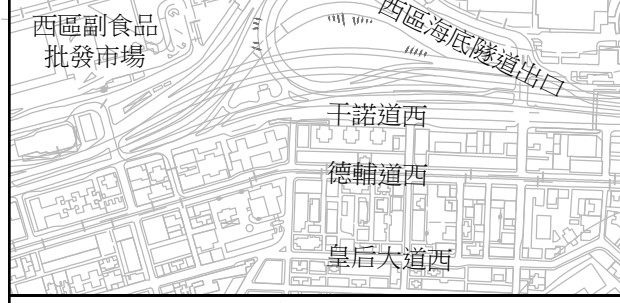 西區副食品
批發市場
西區海底隧道出口
干諾道西
德輔道西
皇后大道西